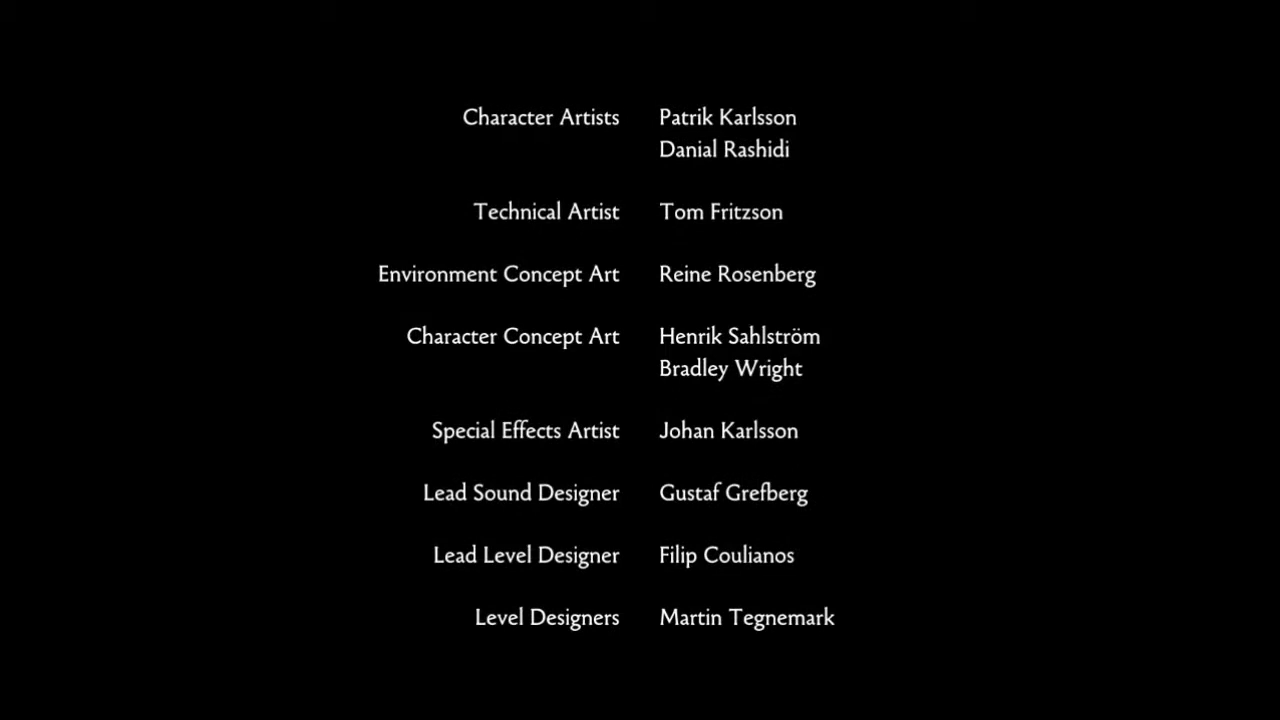 Character Artists Patrik Karlsson
Danial Rashidi
Technical Artist Tom Fritzson
Environment Concept Art Reine Rosenberg
Character Concept Art Henrik Sahlström
Bradley Wright
Special Effects Artist Johan Karlsson
Lead Sound Designer Gustaf Grefberg
Lead Level Designer Filip Coulianos
Level Designers Martin Tegnemark